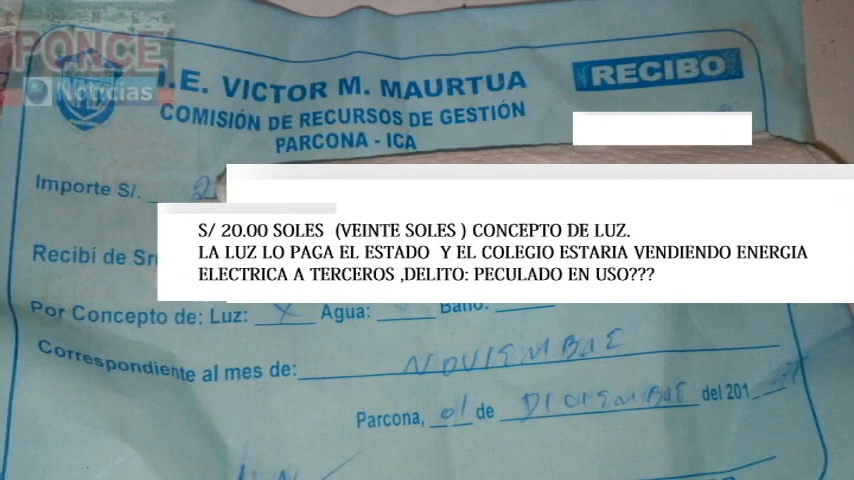 PONCE
Noticias
I.E. VICTOR M. MAURTUA
RECIBO
COMISIÓN DE RECURSOS DE GESTIÓN
PARCONA - ICA
Importe S/. 2
S/ 20.00 SOLES (VEINTE SOLES ) CONCEPTO DE LUZ.
LA LUZ LO PAGA EL ESTADO Y EL COLEGIO ESTARIA VENDIENDO ENERGIA
ELECTRICA A TERCEROS ,DELITO: PECULADO EN USO???
Recibí de Sr
Por Concepto de: Luz: X Agua: Baño:
Correspondiente al mes de: NOVIEMBRE
Parcona, 01 de DICIEMBRE del 201